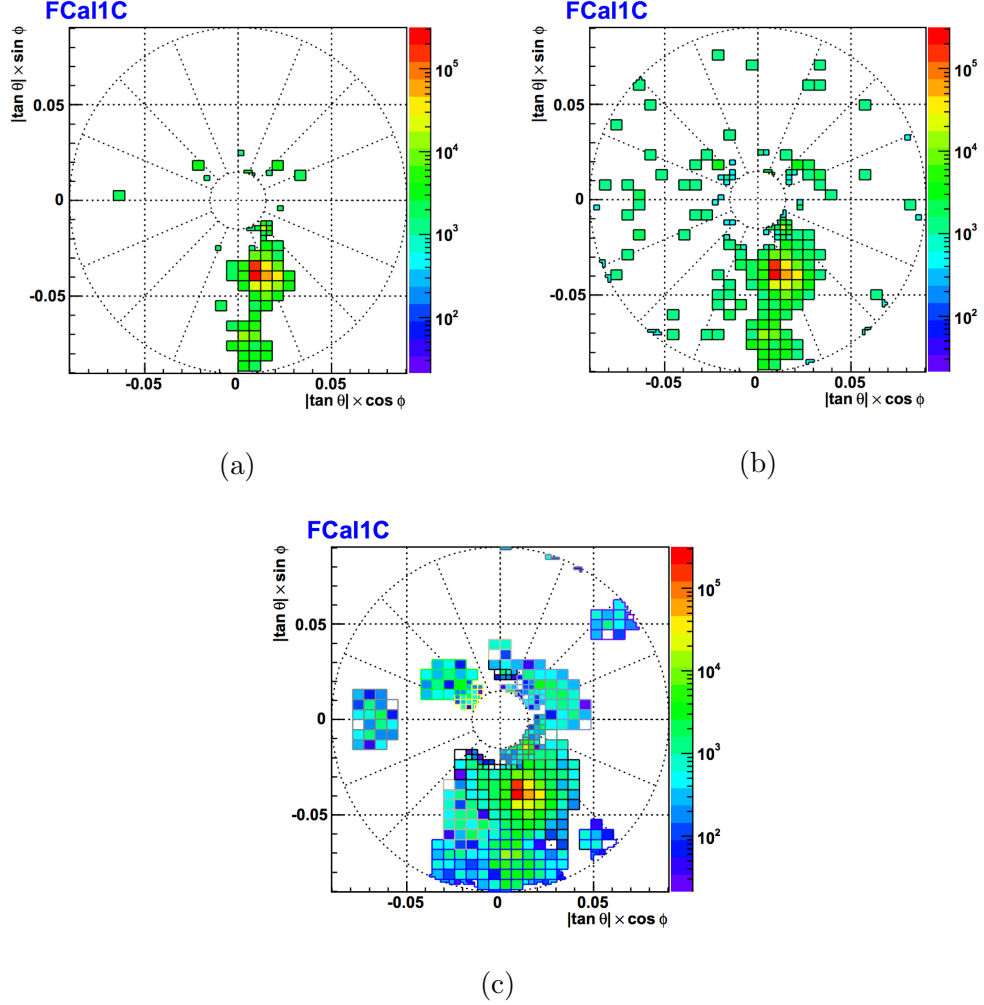 FCal1C
|tan θ| × sin φ
0.05
0
-0.05
-0.05
0
0.05
|tan θ| × cos φ
10⁵
10⁴
10³
10²
(a)
FCal1C
|tan θ| × sin φ
0.05
0
-0.05
-0.05
0
0.05
|tan θ| × cos φ
10⁵
10⁴
10³
10²
(b)
FCal1C
|tan θ| × sin φ
0.05
0
-0.05
-0.05
0
0.05
|tan θ| × cos φ
10⁵
10⁴
10³
10²
(c)